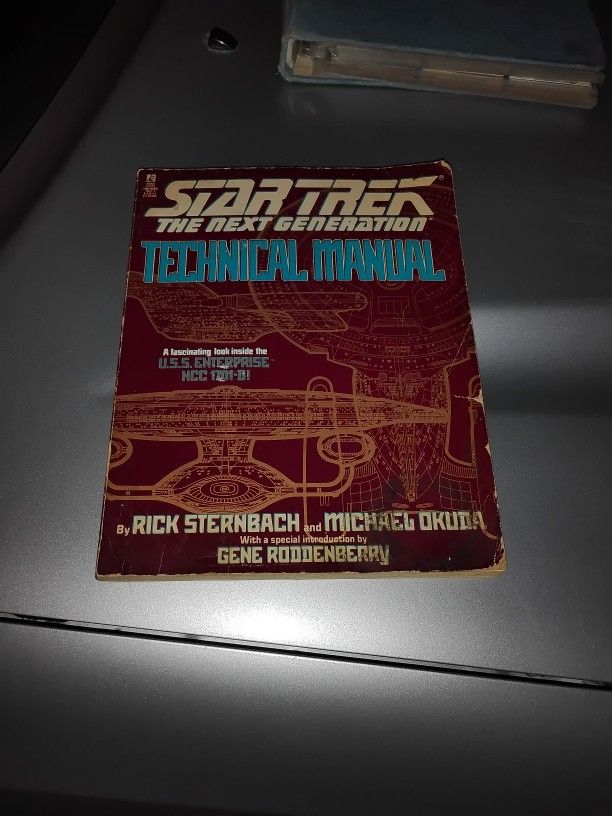 STAR TREK®
THE NEXT GENERATION
TECHNICAL MANUAL
A fascinating look inside the
U.S.S. ENTERPRISE
NCC 1701-D!
By RICK STERNBACH and MICHAEL OKUDA
With a special introduction by
GENE RODDENBERRY